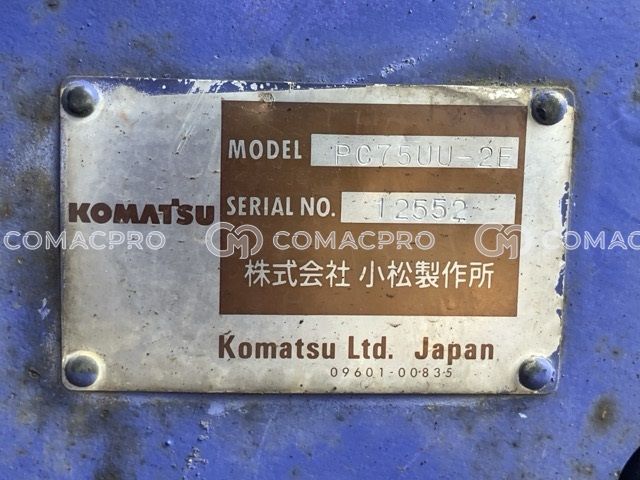 MODEL PC75UU-2E
KOMATSU
SERIAL NO. 12552
COMACPRO COMACPRO COMACPRO
株式会社 小松製作所
Komatsu Ltd. Japan
09601-00835